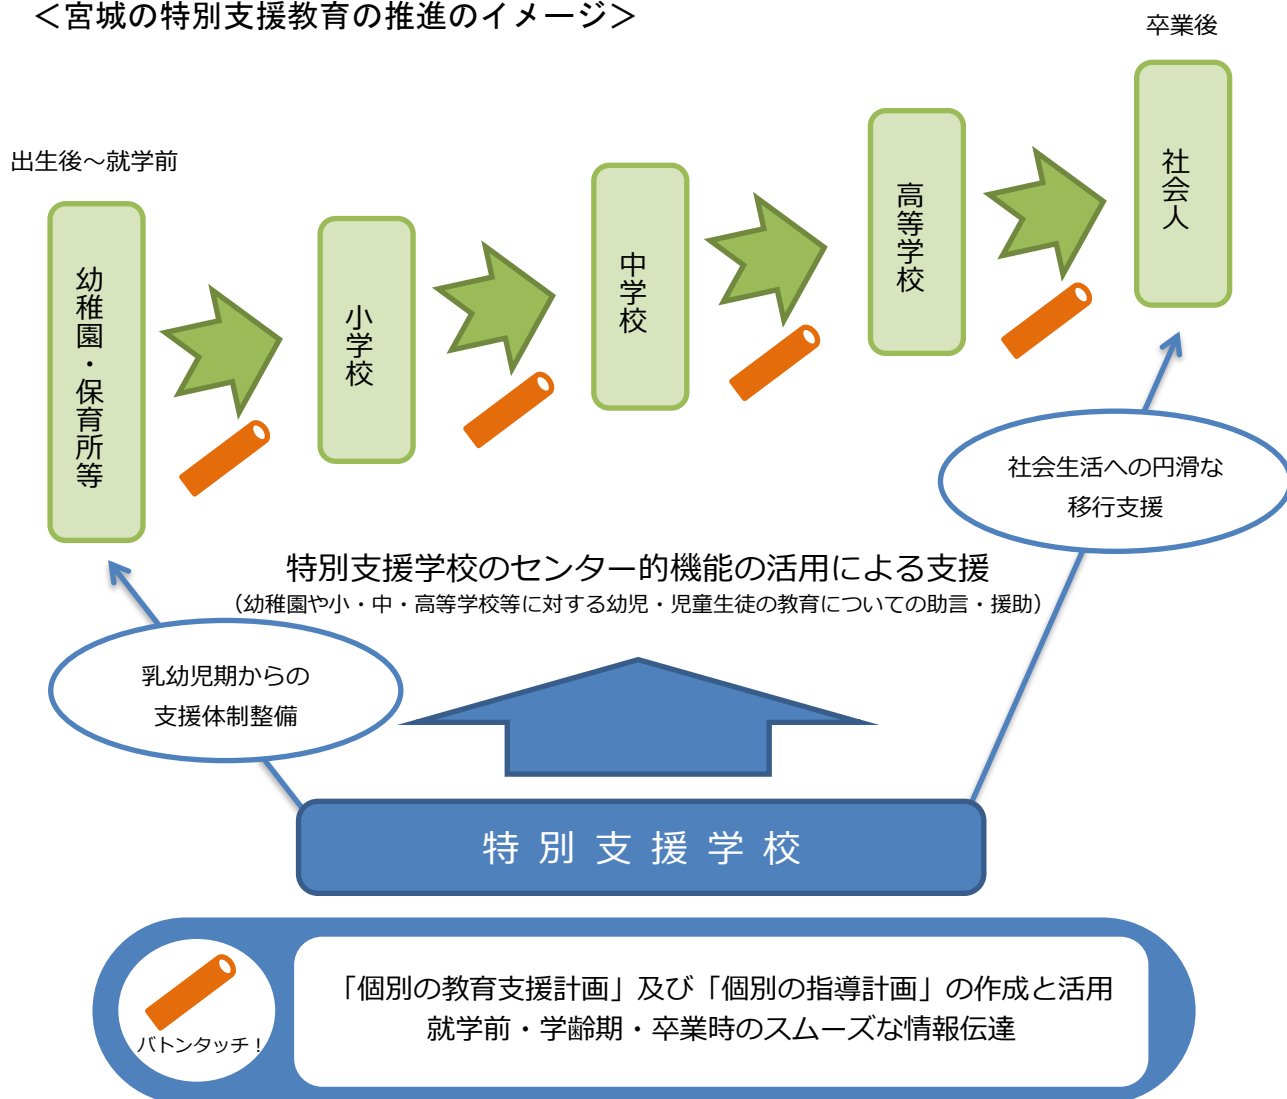 ＜宮城の特別支援教育の推進のイメージ＞
卒業後
出生後～就学前
幼稚園・保育所等
小学校
中学校
高等学校
社会人
社会生活への円滑な
移行支援
特別支援学校のセンター的機能の活用による支援
（幼稚園や小・中・高等学校等に対する幼児・児童生徒の教育についての助言・援助）
乳幼児期からの
支援体制整備
特別支援学校
「個別の教育支援計画」及び「個別の指導計画」の作成と活用
就学前・学齢期・卒業時のスムーズな情報伝達
バトンタッチ！